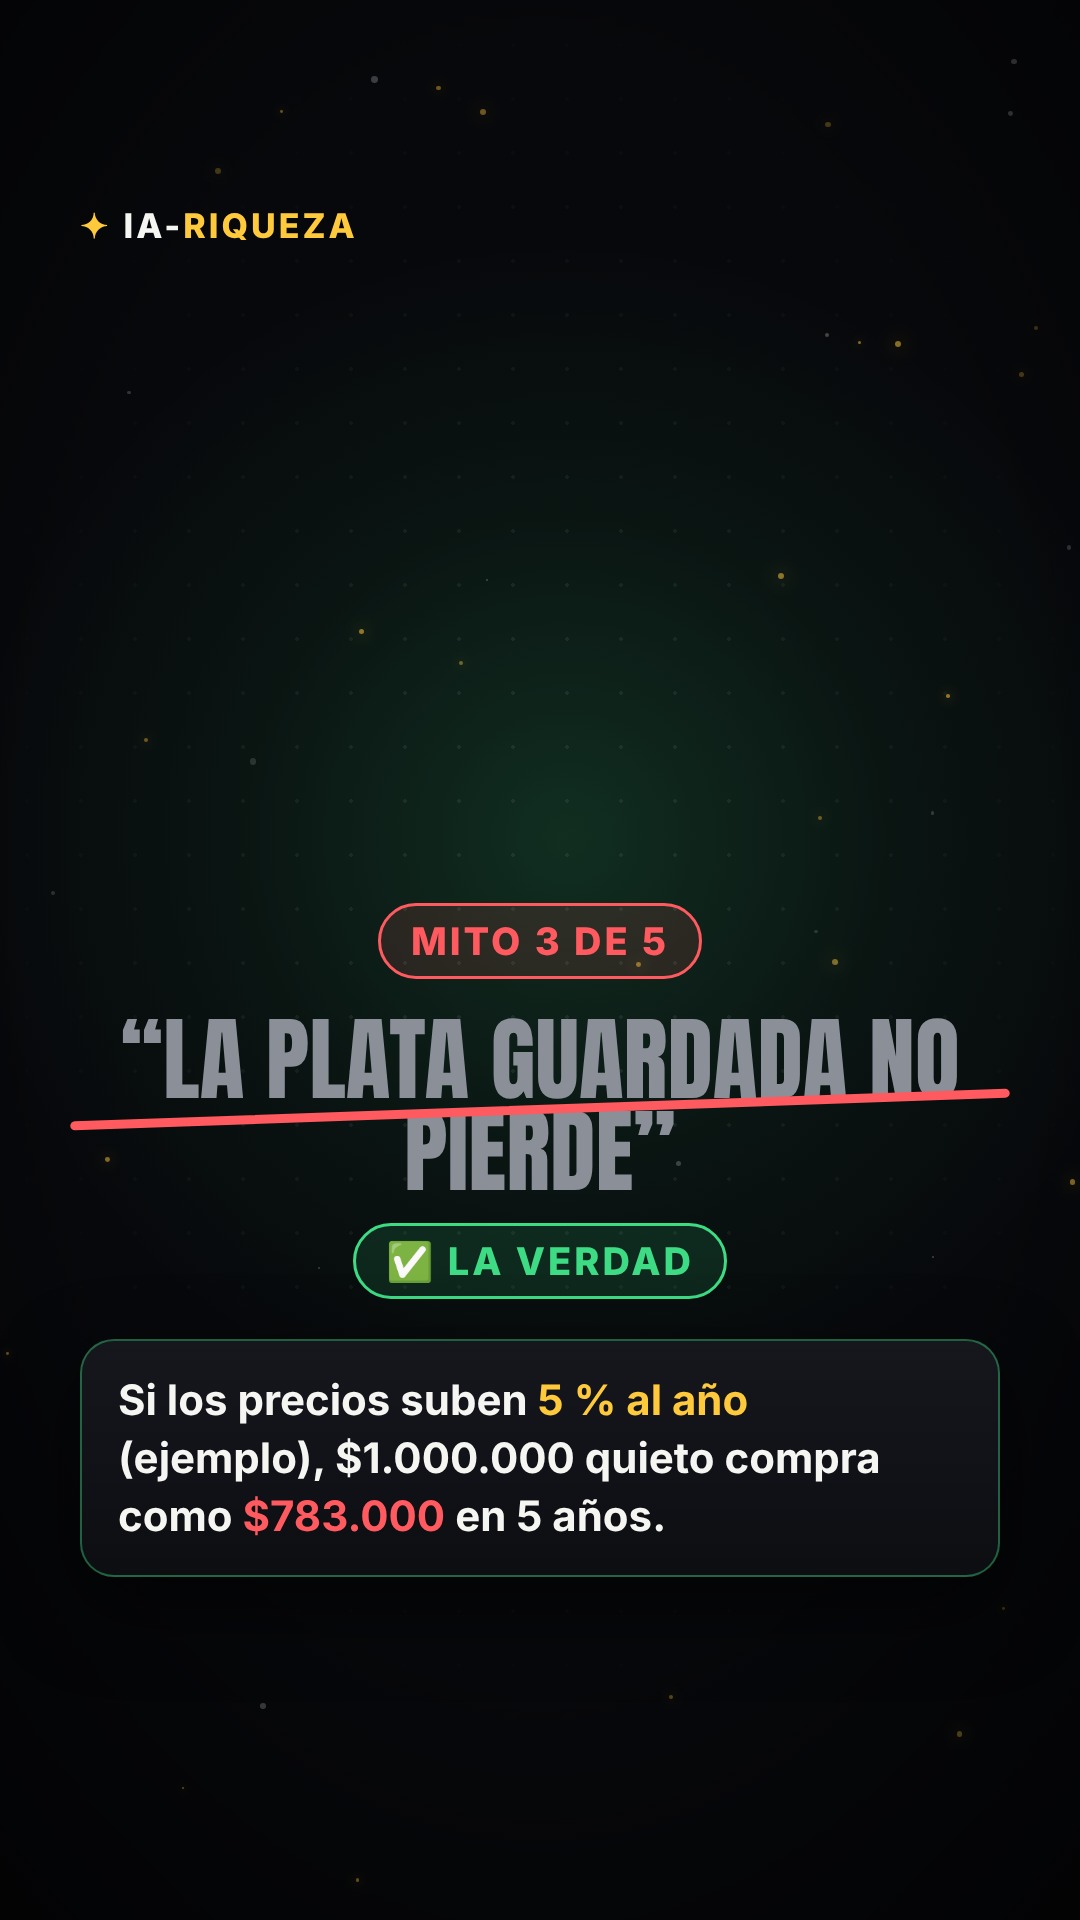 ✦ IA-RIQUEZA
MITO 3 DE 5
“LA PLATA GUARDADA NO
PIERDE”
✅ LA VERDAD
Si los precios suben 5 % al año
(ejemplo), $1.000.000 quieto compra
como $783.000 en 5 años.